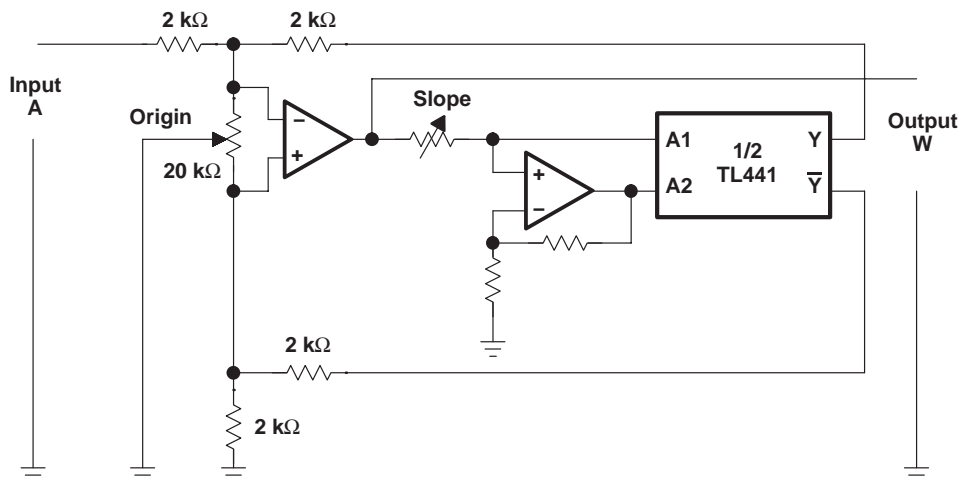 2 kΩ
2 kΩ
Input
A
Origin
Slope
Output
W
20 kΩ
−
+
+
−
A1
A2
1/2
TL441
Y
Y̅
2 kΩ
2 kΩ